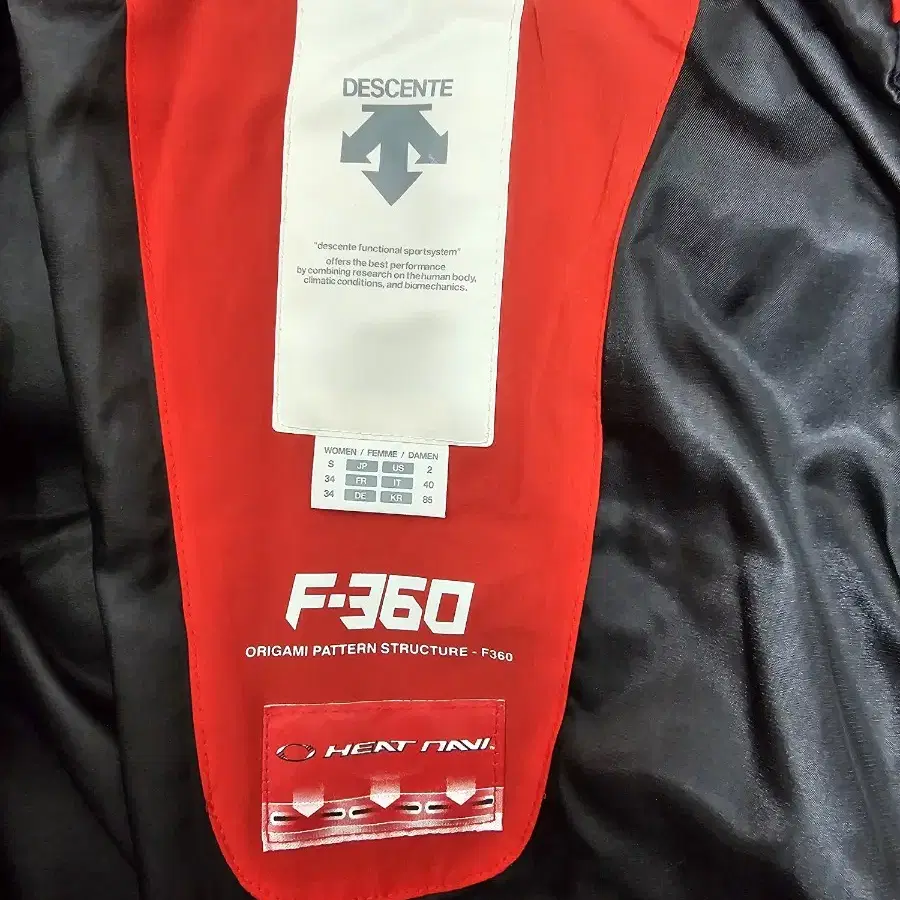 DESCENTE
"descente functional sportsystem"
offers the best performance
by combining research on the human body,
climatic conditions, and biomechanics.
WOMEN / FEMME / DAMEN
S JP US 2
34 FR IT 40
34 DE KR 85
F-360
ORIGAMI PATTERN STRUCTURE - F360
HEAT NAVI